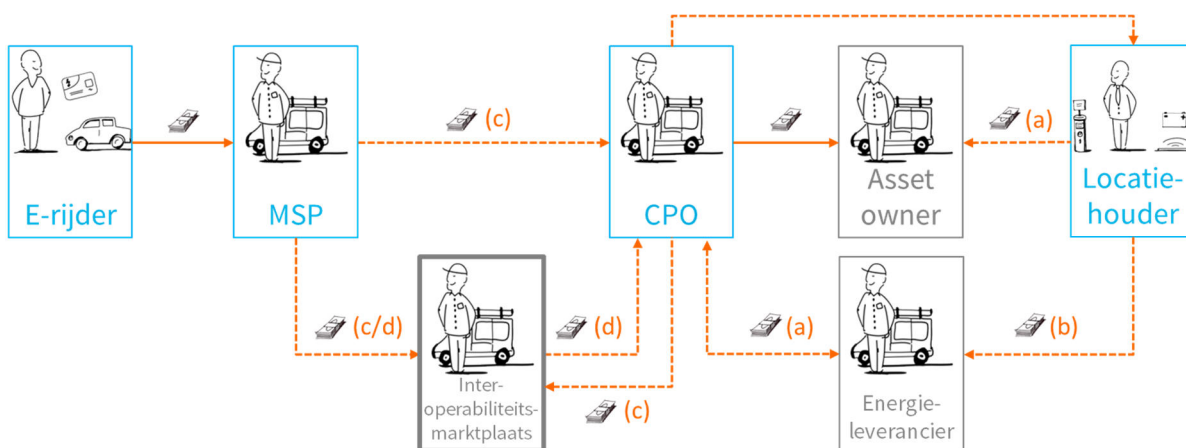 (c)
(a)
E-rijder
MSP
CPO
Asset
owner
Locatie-
houder
(c/d)
(d)
(a)
(b)
Inter-
operabiliteits-
marktplaats
(c)
Energie-
leverancier